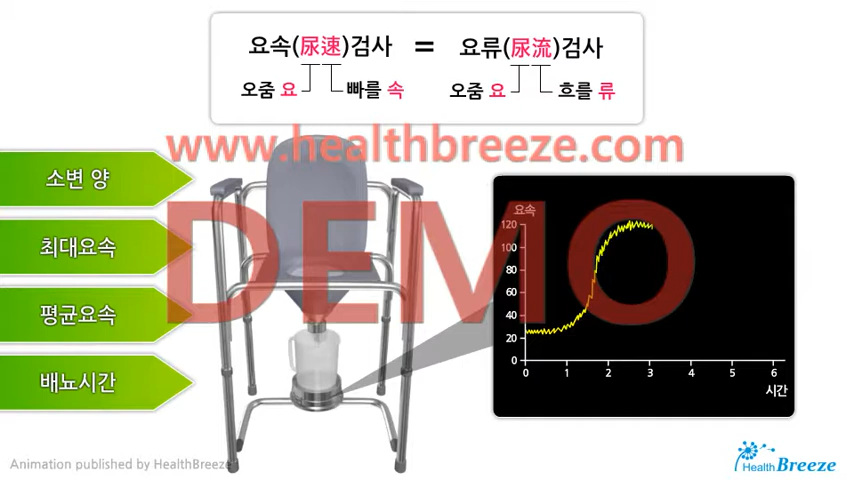 요속(尿速)검사 = 요류(尿流)검사
오줌 요 빠를 속 오줌 요 흐를 류
www.healthbreeze.com
소변 양
최대요속
평균요속
배뇨시간
DEMO
요속
120
100
80
60
40
20
0
0 1 2 3 4 5 6
시간
Animation published by HealthBreeze
Health Breeze